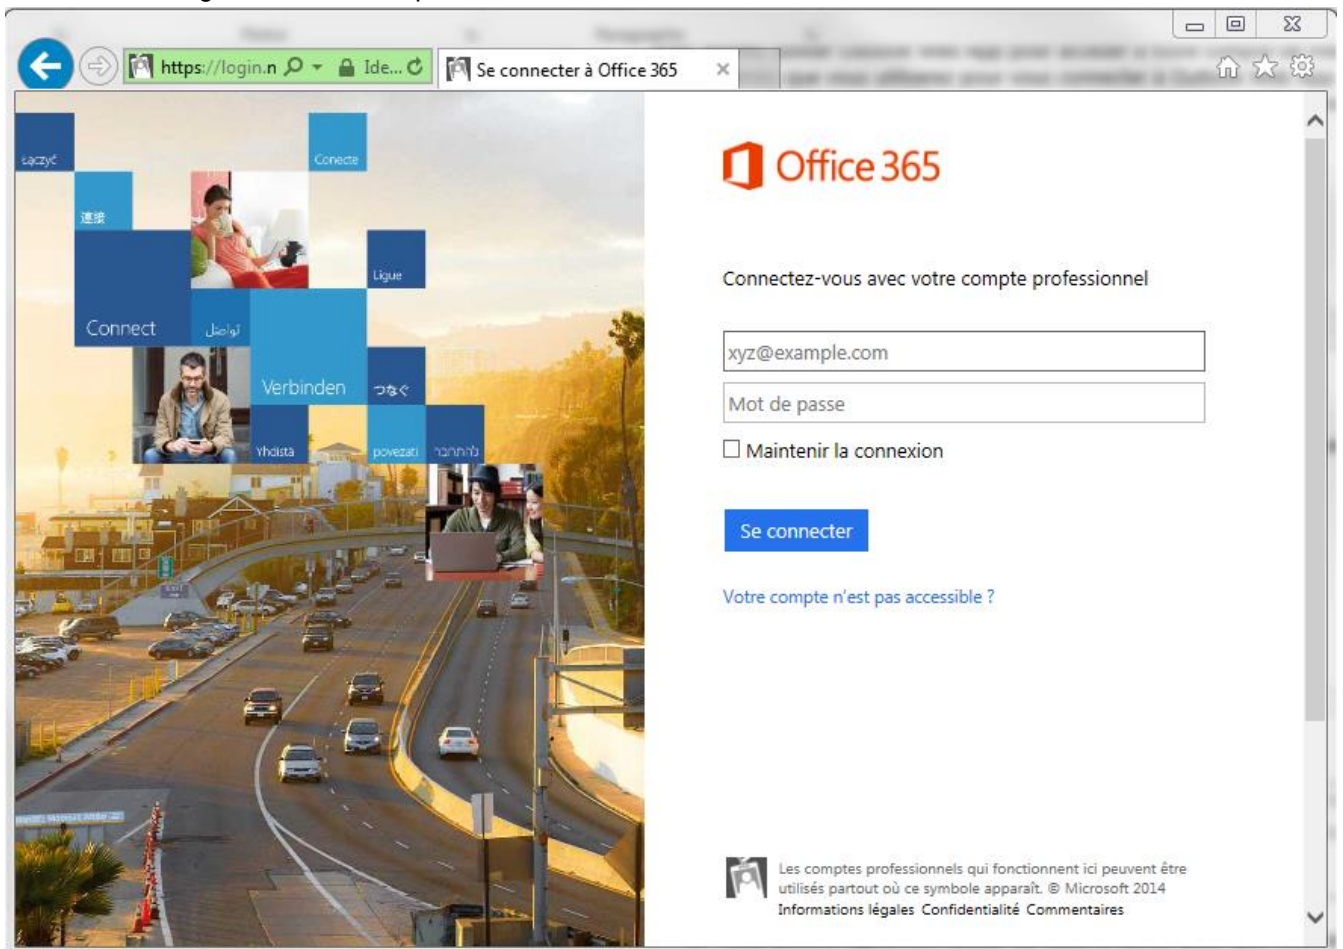 https://login.n
Ide...
Se connecter à Office 365
Łączyć
Conecte
連接
Ligue
Connect
تواصل
Verbinden
つなぐ
Yhdistä
povezati
להתחבר
Office 365
Connectez-vous avec votre compte professionnel
xyz@example.com
Mot de passe
Maintenir la connexion
Se connecter
Votre compte n'est pas accessible ?
Les comptes professionnels qui fonctionnent ici peuvent être
utilisés partout où ce symbole apparaît. © Microsoft 2014
Informations légales Confidentialité Commentaires